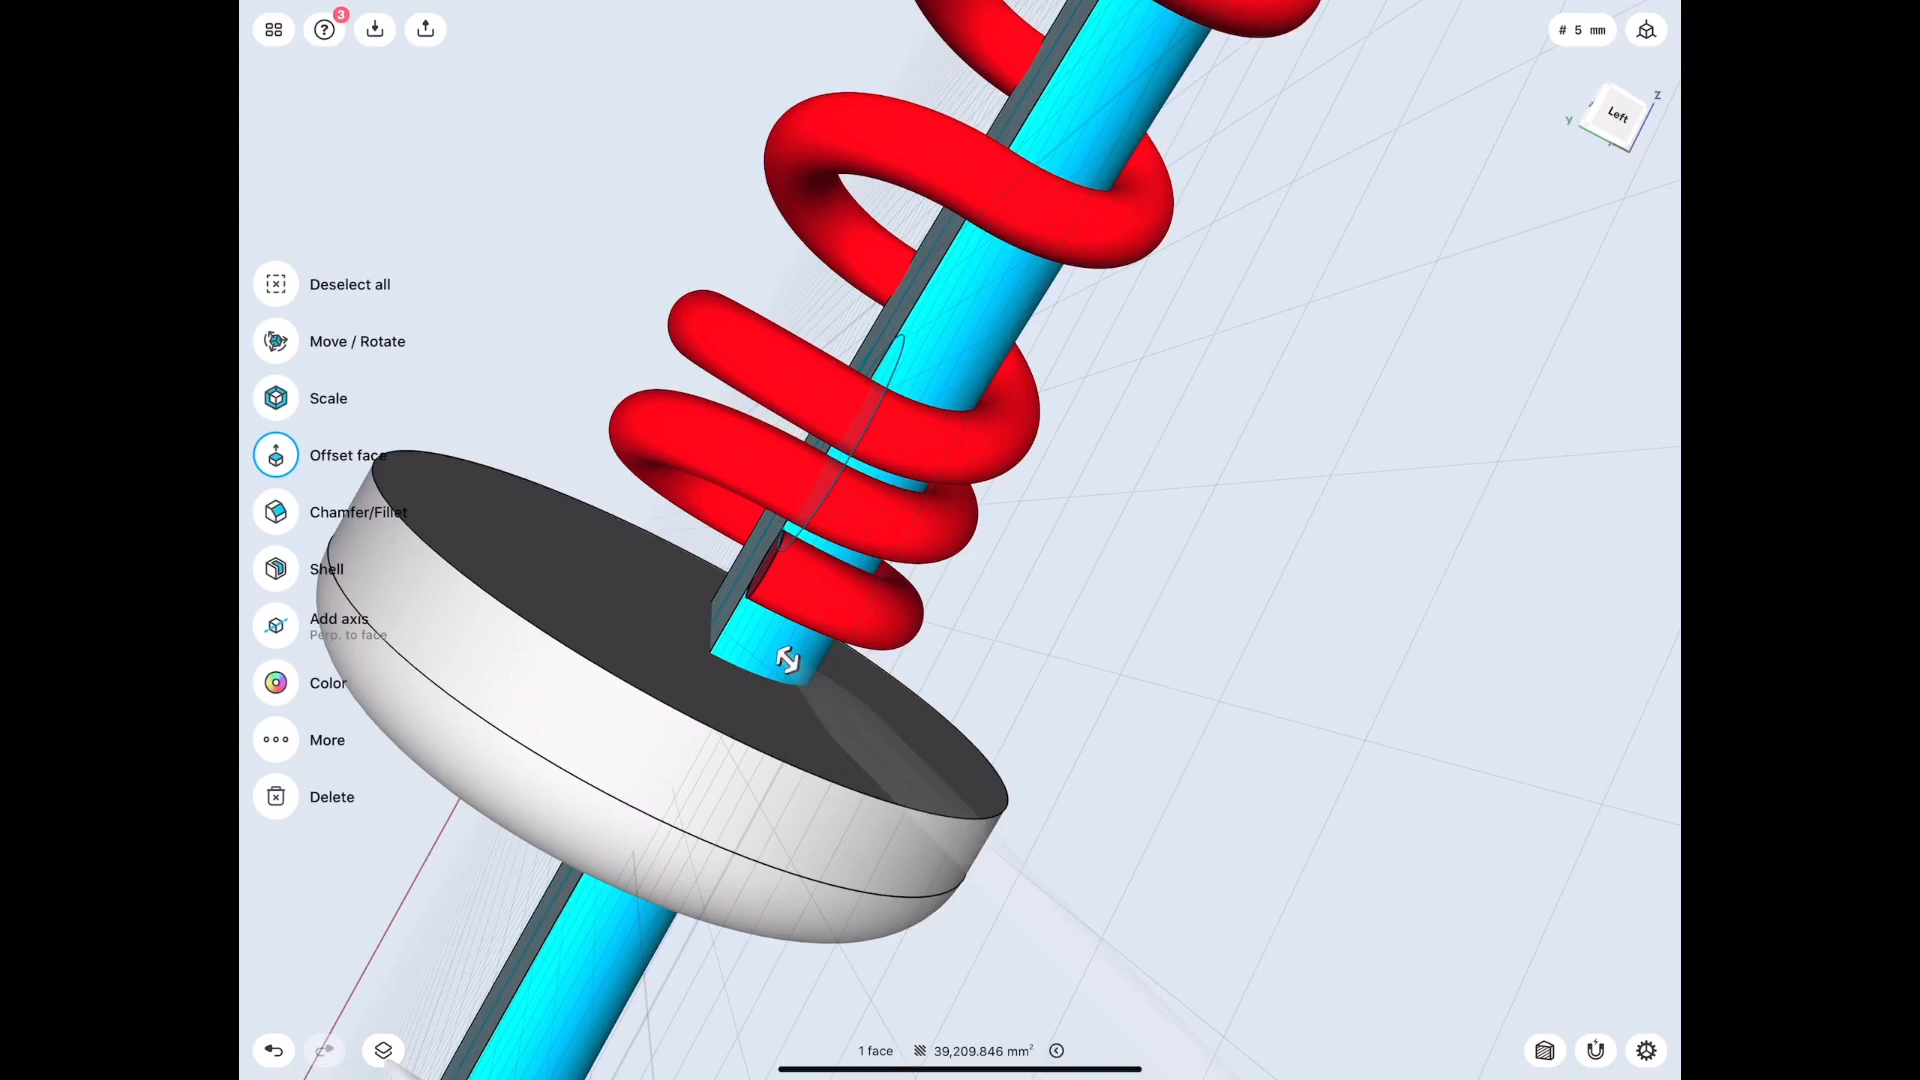 3
# 5 mm
Z
Left
Y
Deselect all
Move / Rotate
Scale
Offset face
Chamfer/Fillet
Shell
Add axis
Perp. to face
Color
More
Delete
1 face 39,209.846 mm²